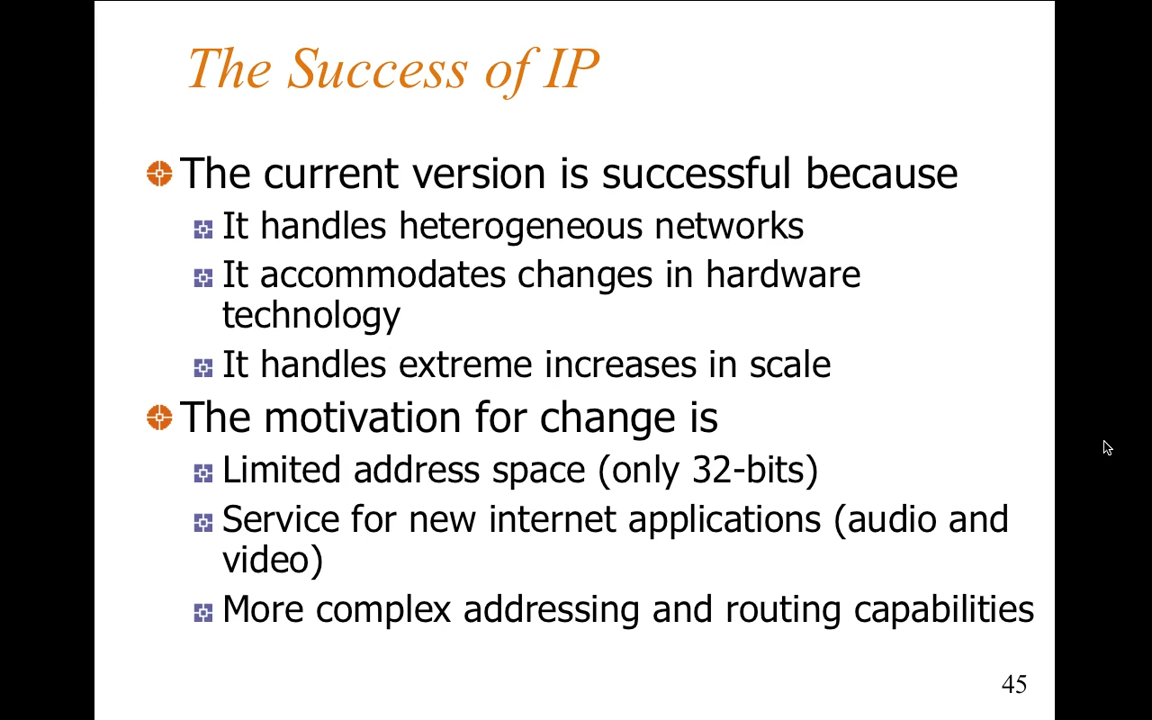 The Success of IP
The current version is successful because
It handles heterogeneous networks
It accommodates changes in hardware
technology
It handles extreme increases in scale
The motivation for change is
Limited address space (only 32-bits)
Service for new internet applications (audio and
video)
More complex addressing and routing capabilities
45